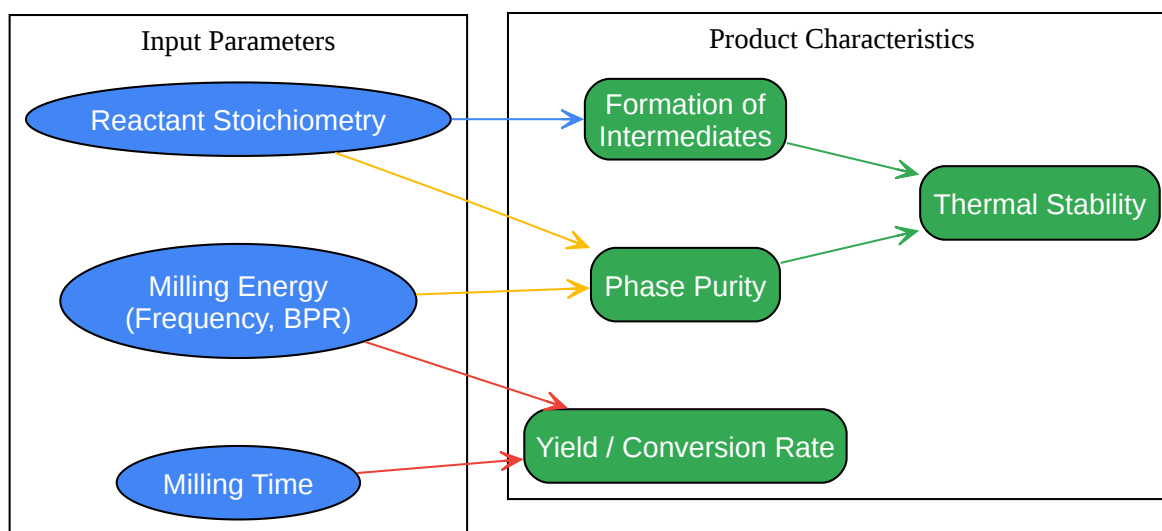 Input Parameters
Reactant Stoichiometry
Milling Energy
(Frequency, BPR)
Milling Time
Product Characteristics
Formation of
Intermediates
Phase Purity
Yield / Conversion Rate
Thermal Stability